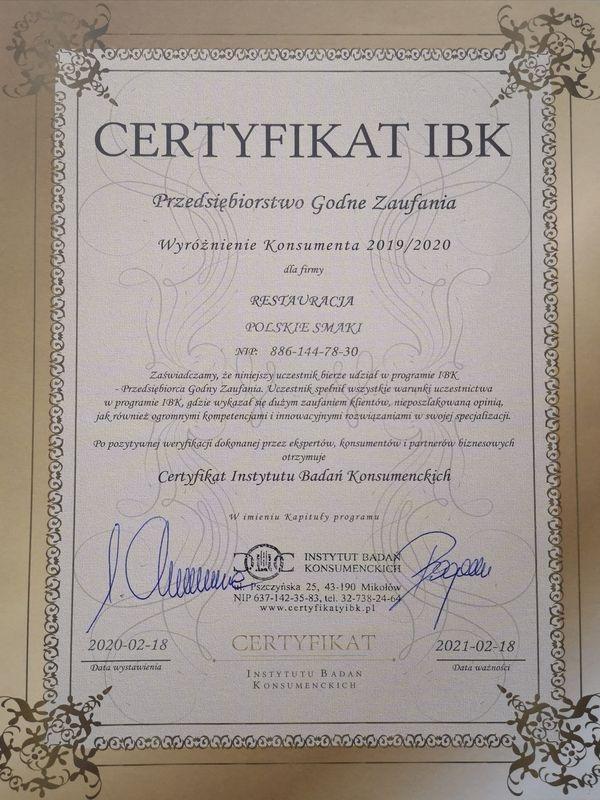 CERTYFIKAT IBK
Przedsiębiorstwo Godne Zaufania
Wyróżnienie Konsumenta 2019/2020
dla firmy
RESTAURACJA
POLSKIE SMAKI
NIP: 886-144-78-30
Zaświadczamy, że niniejszy uczestnik bierze udział w programie IBK
- Przedsiębiorca Godny Zaufania. Uczestnik spełnił wszystkie warunki uczestnictwa
w programie IBK, gdzie wykazał się dużym zaufaniem klientów, nieposzlakowaną opinią,
jak również ogromnymi kompetencjami i innowacyjnymi rozwiązaniami w swojej specjalizacji.
Po pozytywnej weryfikacji dokonanej przez ekspertów, konsumentów i partnerów biznesowych
otrzymuje
Certyfikat Instytutu Badań Konsumenckich
W imieniu Kapituły programu
INSTYTUT BADAŃ
KONSUMENCKICH
ul. Pszczyńska 25, 43-190 Mikołów
NIP 637-142-35-83, tel. 32-738-24-64
www.certyfikatyibk.pl
2020-02-18
Data wystawienia
CERTYFIKAT
INSTYTUTU BADAŃ
KONSUMENCKICH
2021-02-18
Data ważności